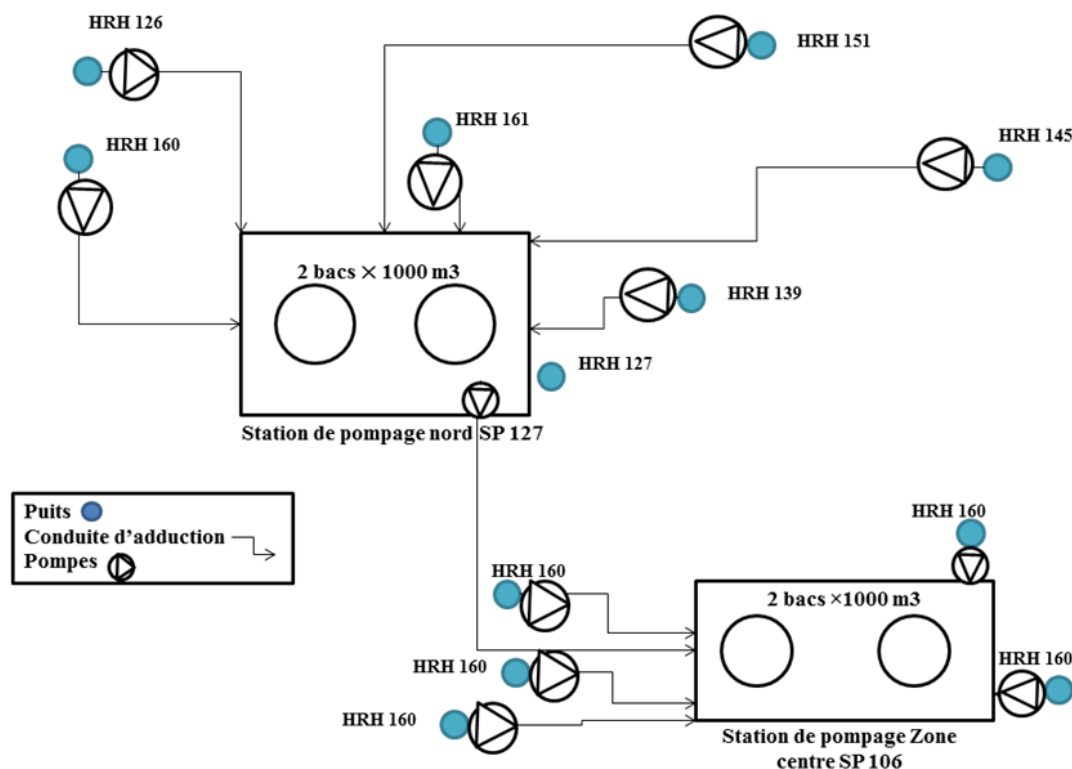 HRH 126
HRH 151
HRH 160
HRH 161
HRH 145
2 bacs × 1000 m3
HRH 139
HRH 127
Station de pompage nord SP 127
Puits
Conduite d’adduction
Pompes
HRH 160
HRH 160
2 bacs ×1000 m3
HRH 160
HRH 160
HRH 160
Station de pompage Zone
centre SP 106